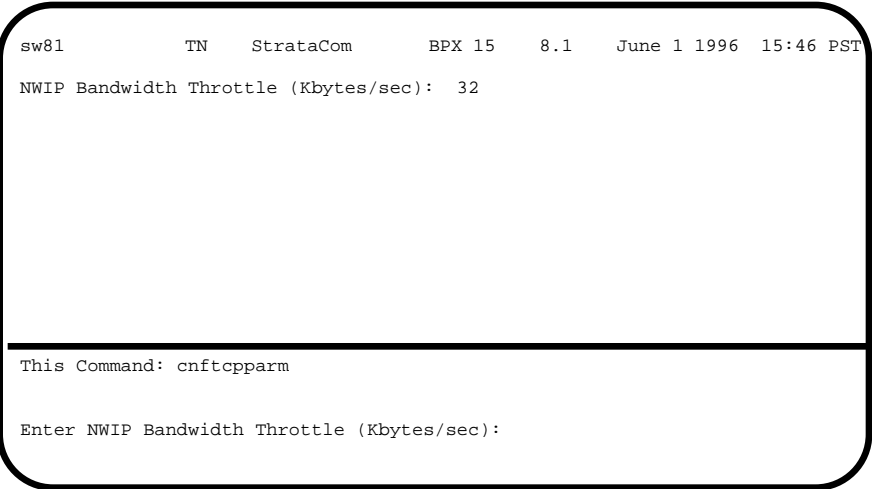 sw81 TN StrataCom BPX 15 8.1 June 1 1996 15:46 PST
NWIP Bandwidth Throttle (Kbytes/sec): 32
This Command: cnftcpparm
Enter NWIP Bandwidth Throttle (Kbytes/sec):